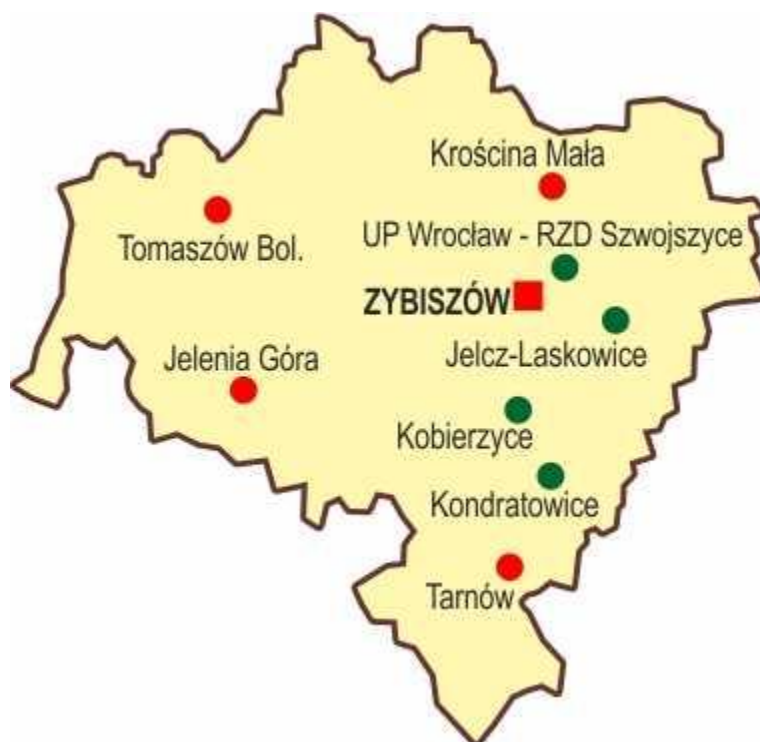 Krościna Mała
Tomaszów Bol.
UP Wrocław - RZD Szwojszyce
ZYBISZÓW
Jelenia Góra
Jelcz-Laskowice
Kobierzyce
Kondratowice
Tarnów